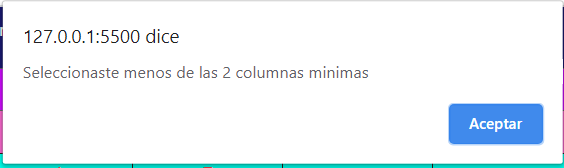 127.0.0.1:5500 dice
Seleccionaste menos de las 2 columnas minimas
Aceptar